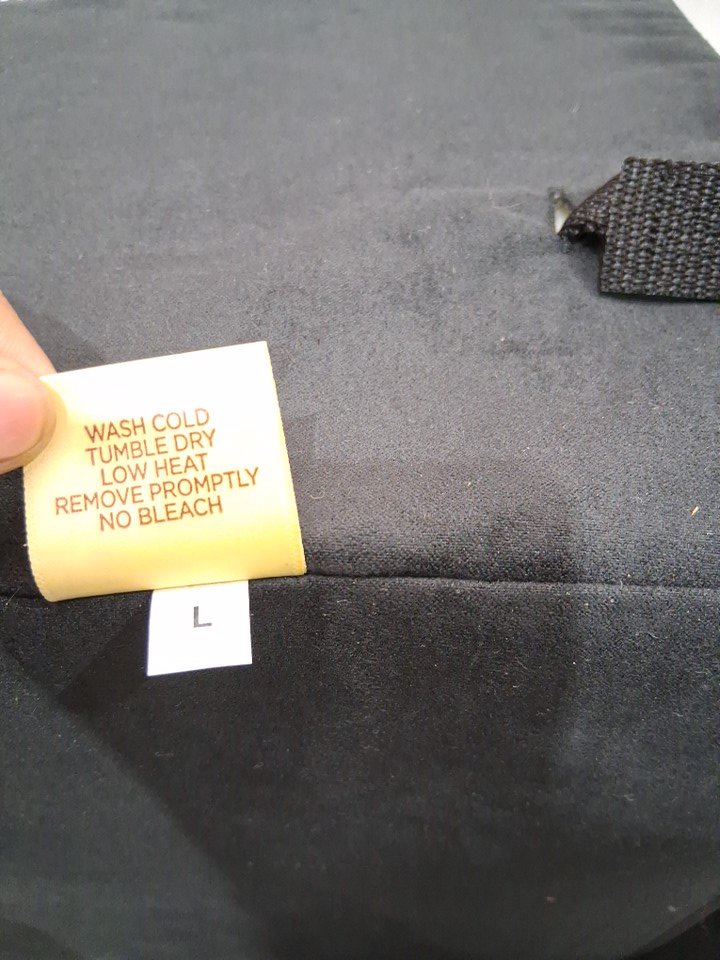 WASH COLD
TUMBLE DRY
LOW HEAT
REMOVE PROMPTLY
NO BLEACH
L